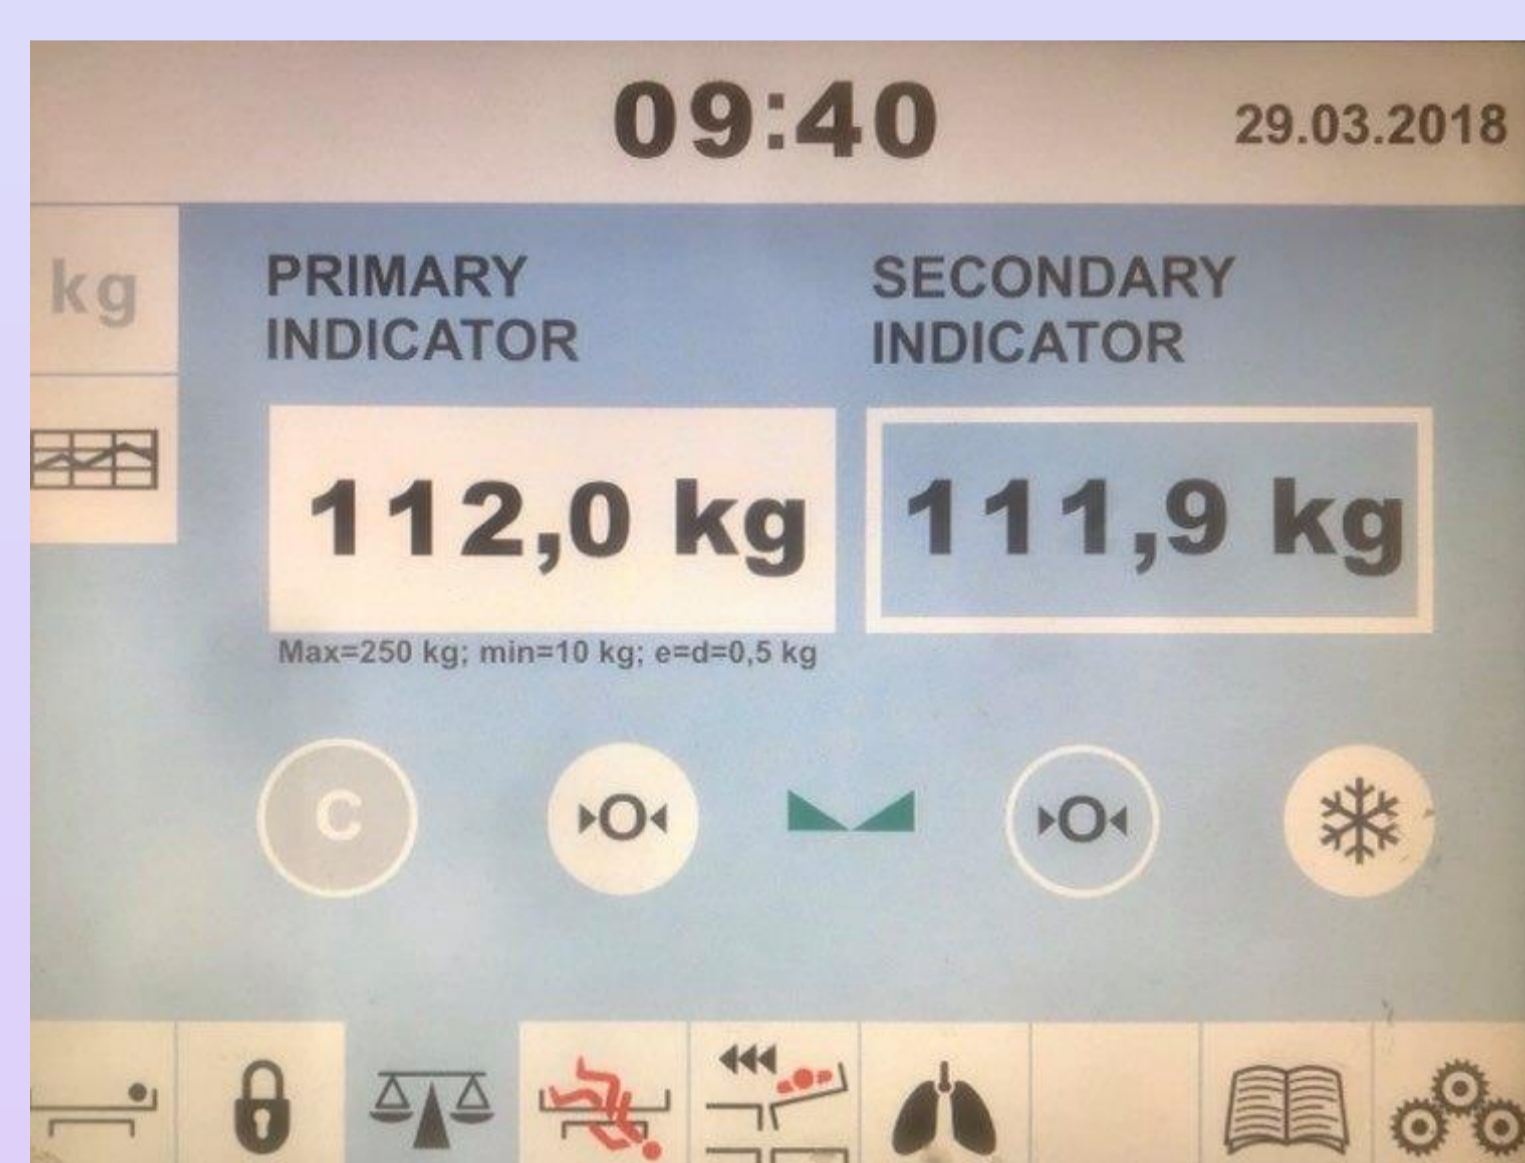 09:40
29.03.2018
kg
PRIMARY
INDICATOR
SECONDARY
INDICATOR
112,0 kg
111,9 kg
Max=250 kg; min=10 kg; e=d=0,5 kg
C
▸O◂
▸O◂